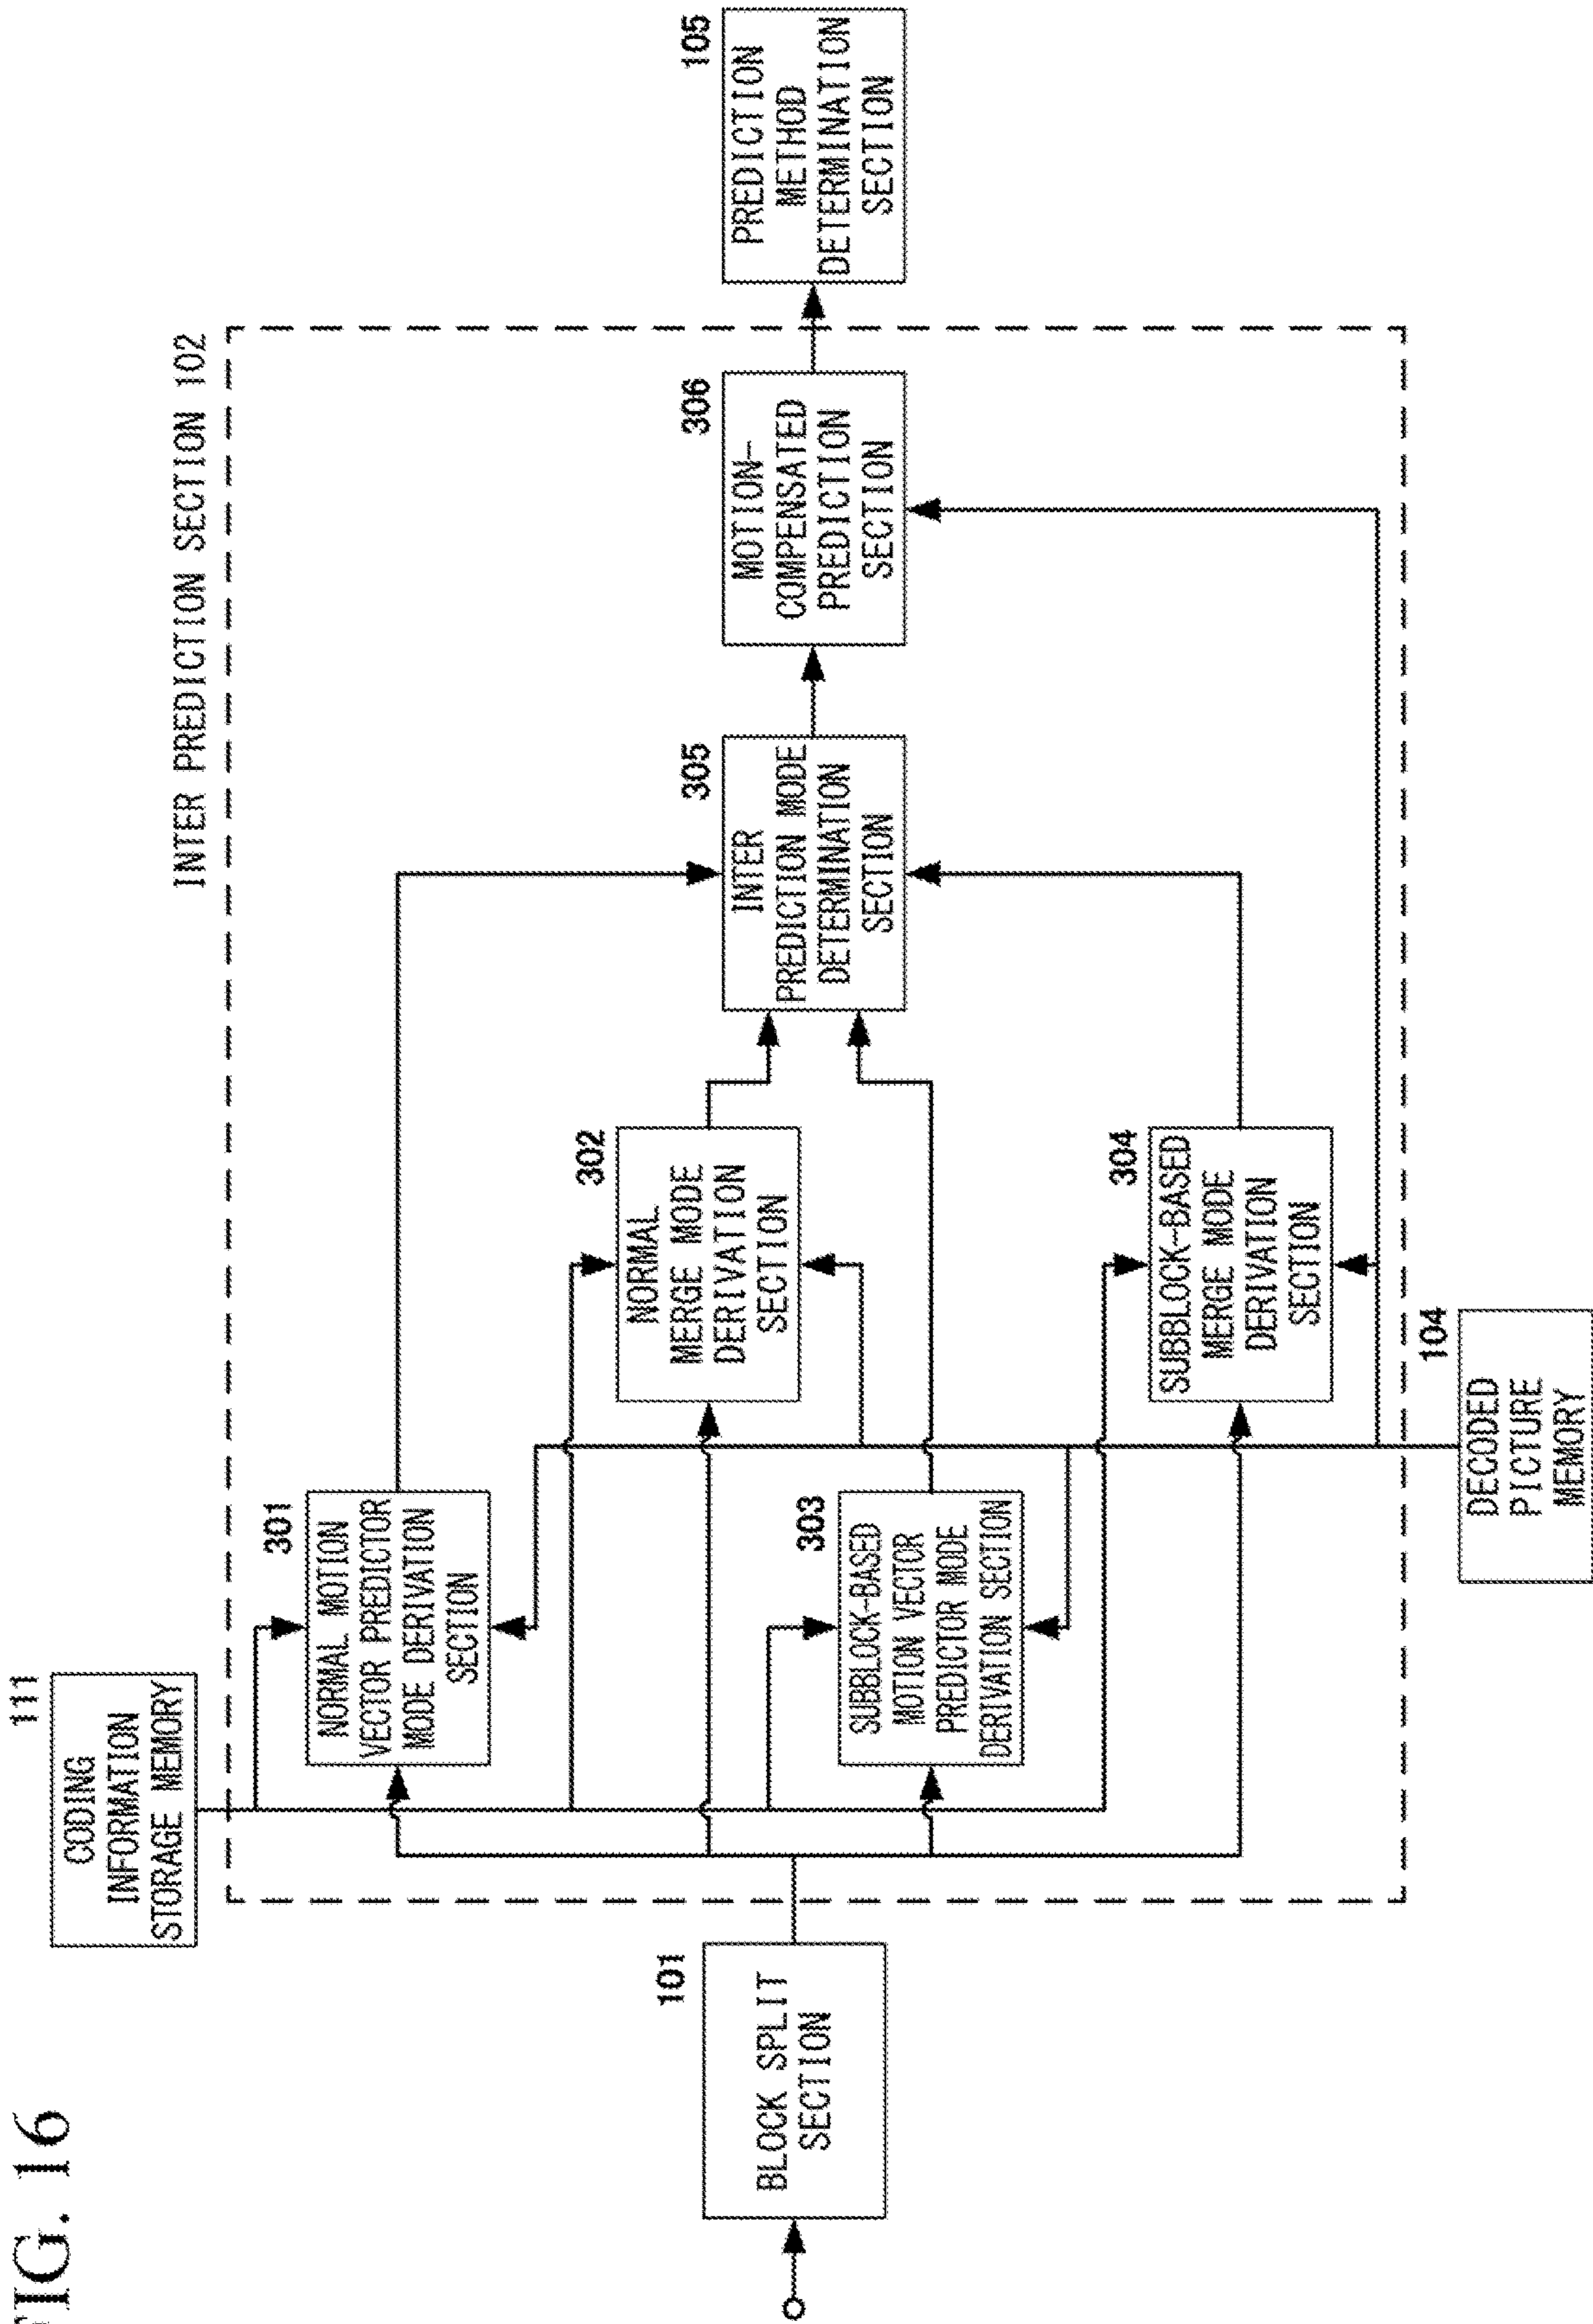 FIG. 16
111
CODING
INFORMATION
STORAGE MEMORY
INTER PREDICTION SECTION 102
101
BLOCK SPLIT
SECTION
301
NORMAL MOTION
VECTOR PREDICTOR
MODE DERIVATION
SECTION
302
NORMAL
MERGE MODE
DERIVATION
SECTION
303
SUBBLOCK-BASED
MOTION VECTOR
PREDICTOR MODE
DERIVATION SECTION
304
SUBBLOCK-BASED
MERGE MODE
DERIVATION
SECTION
305
INTER
PREDICTION MODE
DETERMINATION
SECTION
306
MOTION-
COMPENSATED
PREDICTION
SECTION
105
PREDICTION
METHOD
DETERMINATION
SECTION
104
DECODED
PICTURE
MEMORY